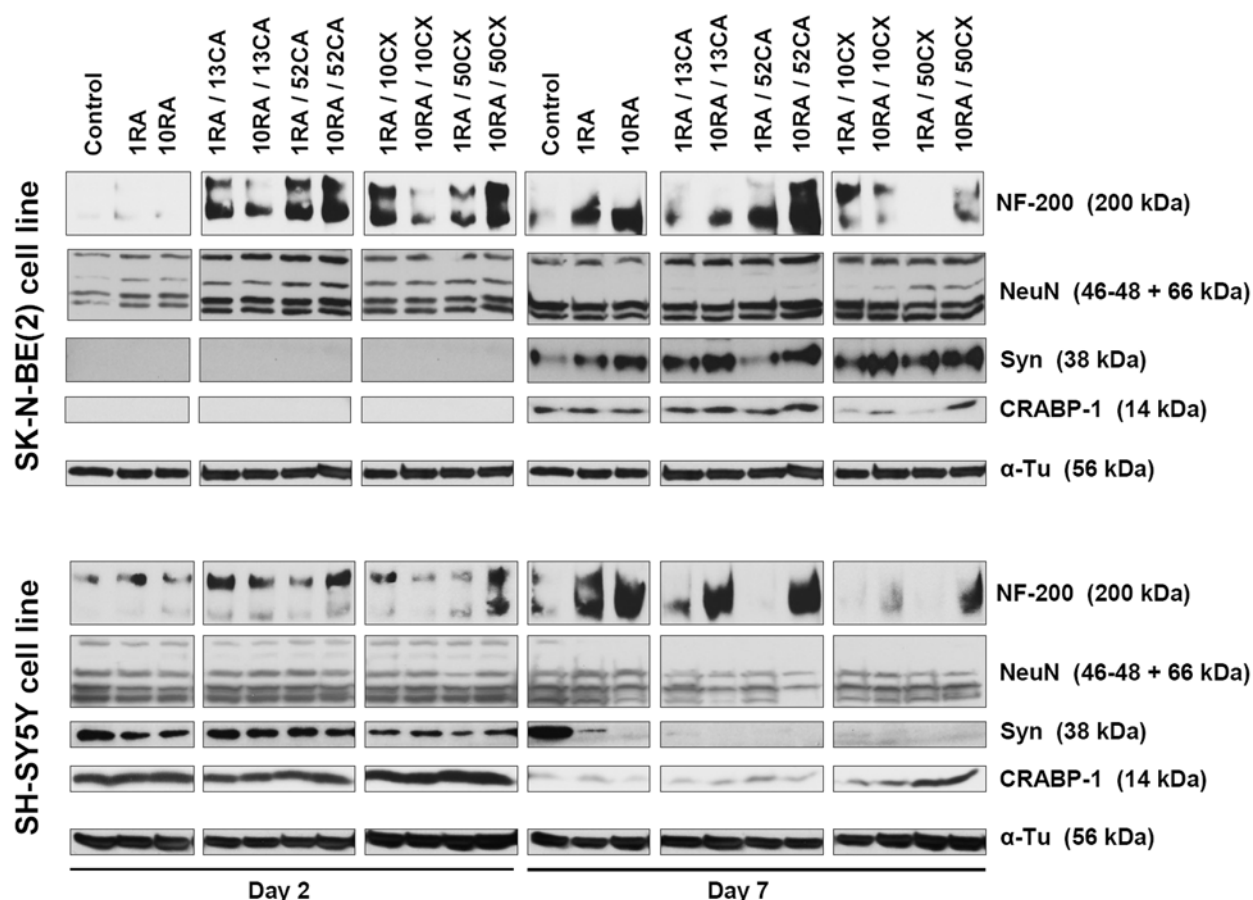 Control
1RA
10RA
1RA / 13CA
10RA / 13CA
1RA / 52CA
10RA / 52CA
1RA / 10CX
10RA / 10CX
1RA / 50CX
10RA / 50CX
Control
1RA
10RA
1RA / 13CA
10RA / 13CA
1RA / 52CA
10RA / 52CA
1RA / 10CX
10RA / 10CX
1RA / 50CX
10RA / 50CX
SK-N-BE(2) cell line
NF-200 (200 kDa)
NeuN (46-48 + 66 kDa)
Syn (38 kDa)
CRABP-1 (14 kDa)
α-Tu (56 kDa)
SH-SY5Y cell line
NF-200 (200 kDa)
NeuN (46-48 + 66 kDa)
Syn (38 kDa)
CRABP-1 (14 kDa)
α-Tu (56 kDa)
Day 2
Day 7